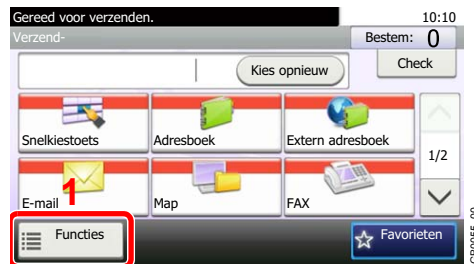 Gereed voor verzenden. 10:10
Verzend- Bestem: 0
Kies opnieuw Check
Snelkiestoets Adresboek Extern adresboek
1/2
E-mail Map FAX
1
Functies Favorieten